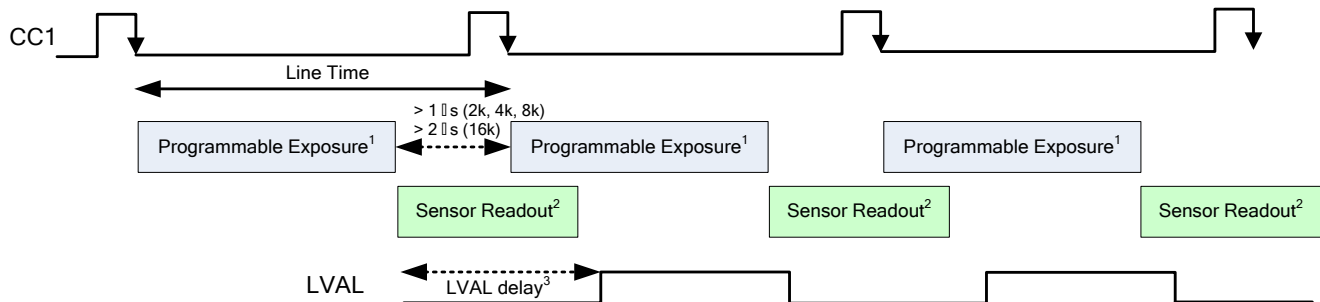 CC1
Line Time
> 1 s (2k, 4k, 8k)
> 2 s (16k)
Programmable Exposure¹
Programmable Exposure¹
Programmable Exposure¹
Sensor Readout²
Sensor Readout²
Sensor Readout²
LVAL delay³
LVAL